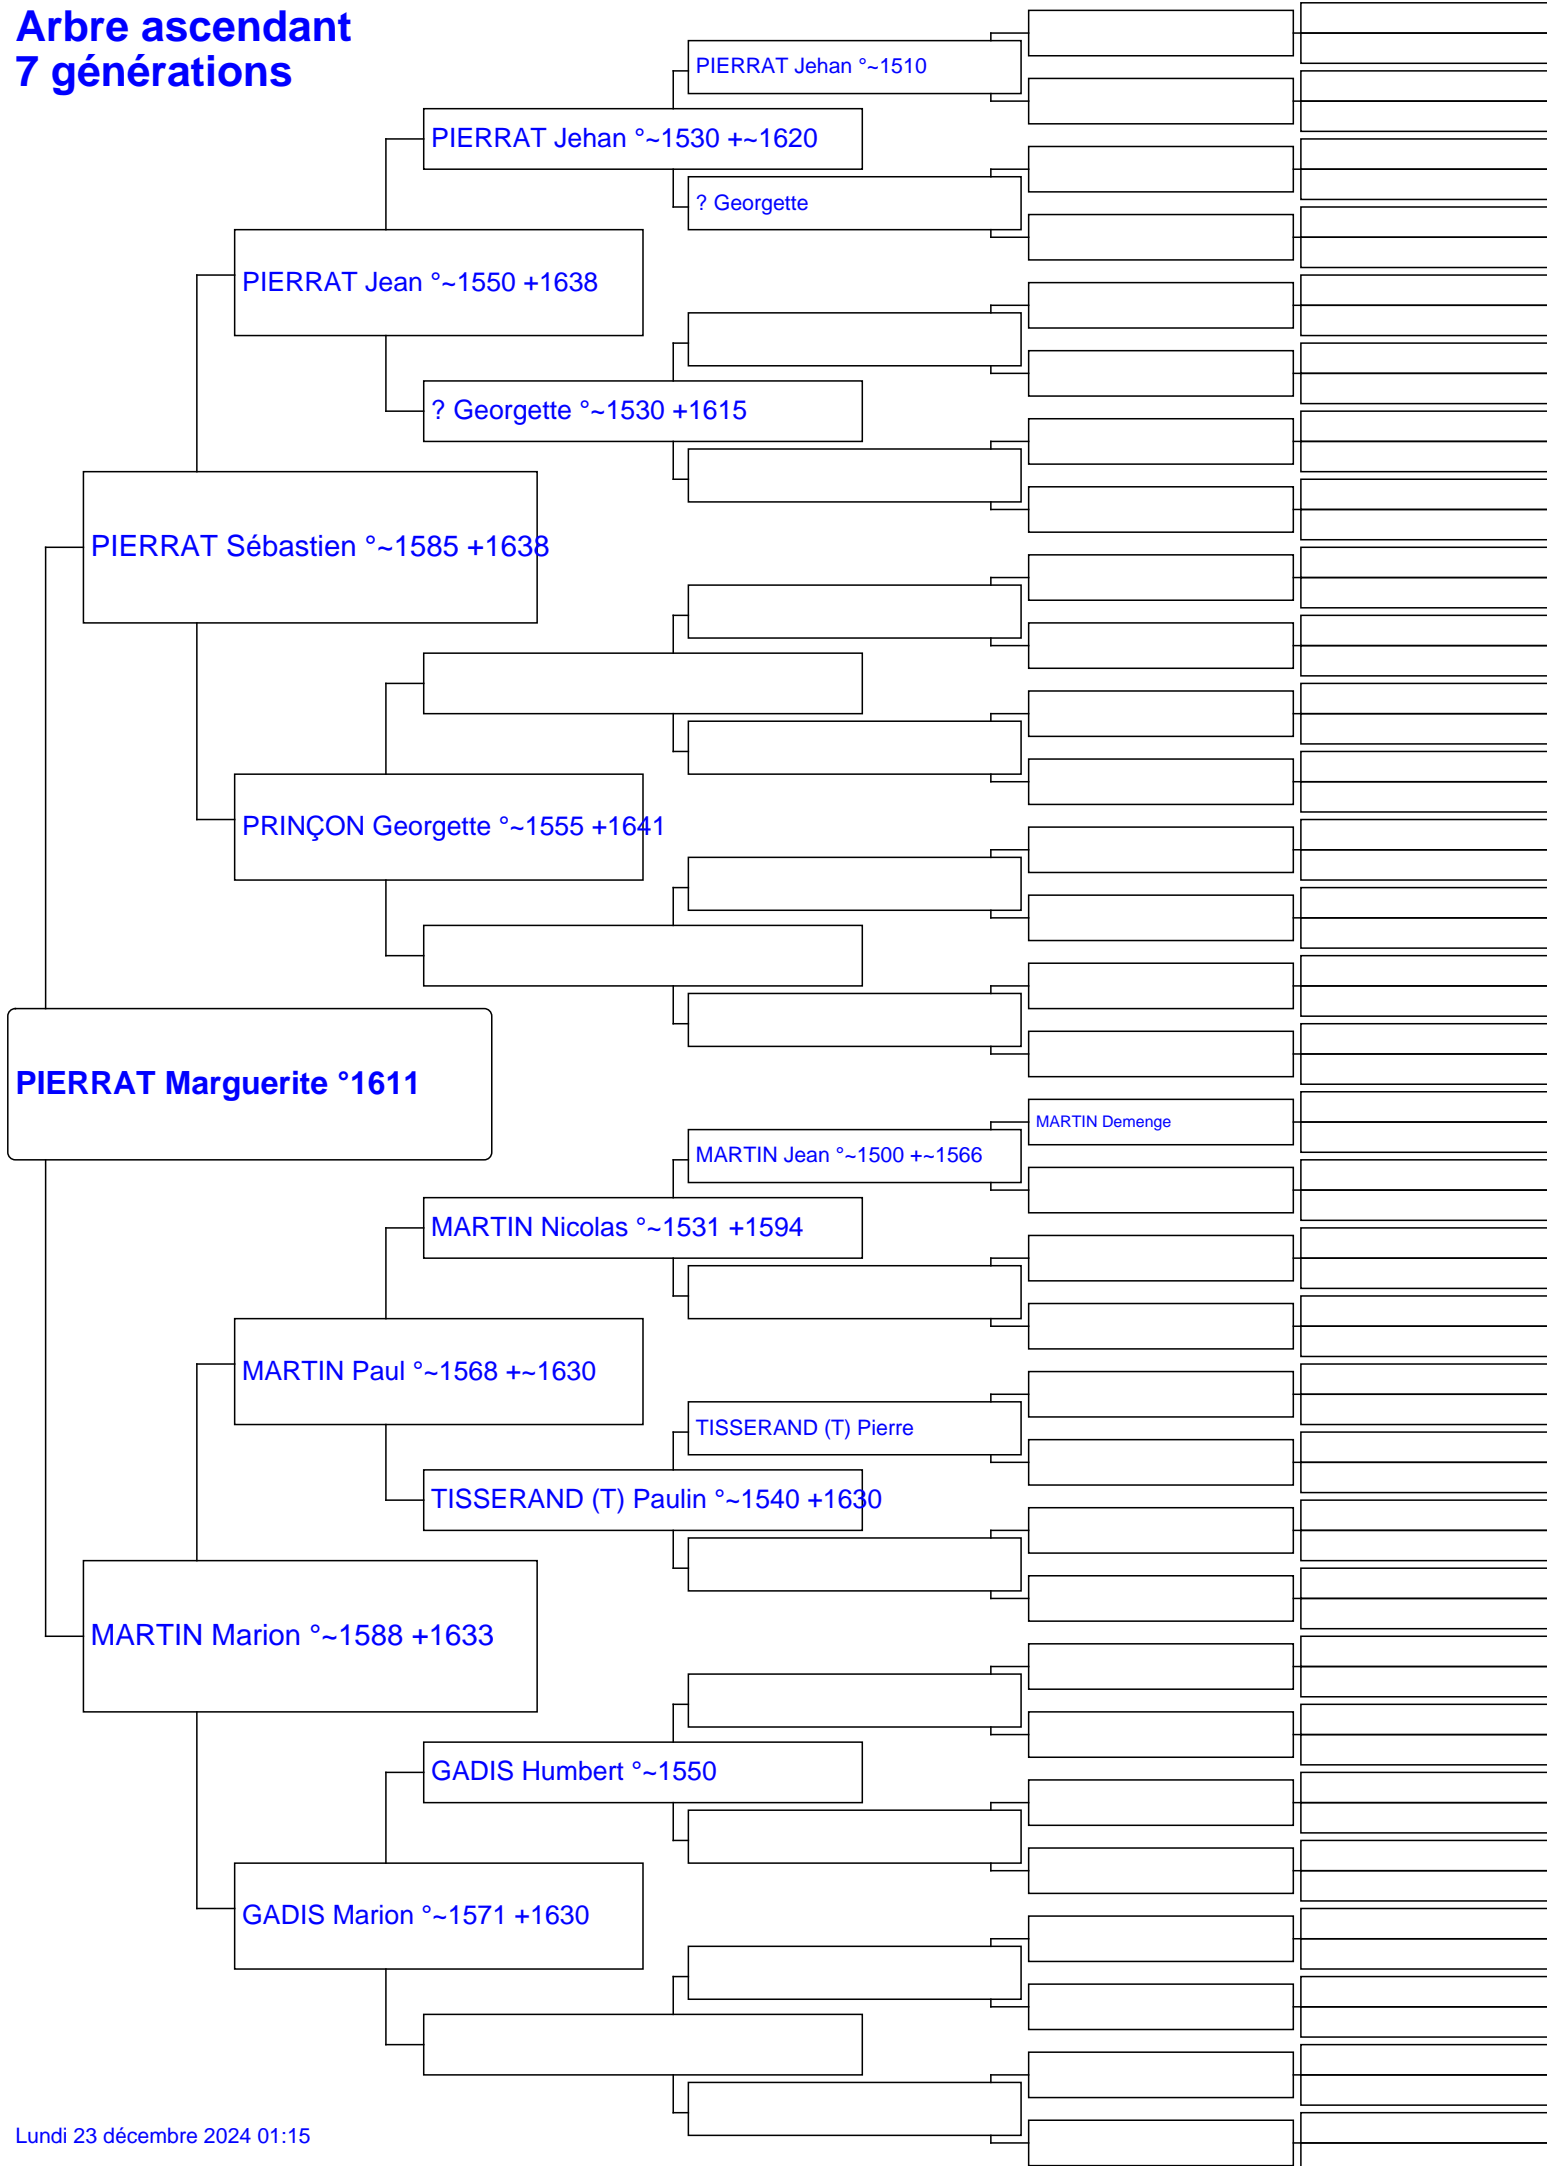 Arbre ascendant
7 générations
PIERRAT Jehan °~1510
PIERRAT Jehan °~1530 +~1620
? Georgette
PIERRAT Jean °~1550 +1638
? Georgette °~1530 +1615
PIERRAT Sébastien °~1585 +1638
PRINÇON Georgette °~1555 +1641
PIERRAT Marguerite °1611
MARTIN Demenge
MARTIN Jean °~1500 +~1566
MARTIN Nicolas °~1531 +1594
MARTIN Paul °~1568 +~1630
TISSERAND (T) Pierre
TISSERAND (T) Paulin °~1540 +1630
MARTIN Marion °~1588 +1633
GADIS Humbert °~1550
GADIS Marion °~1571 +1630
Lundi 23 décembre 2024 01:15